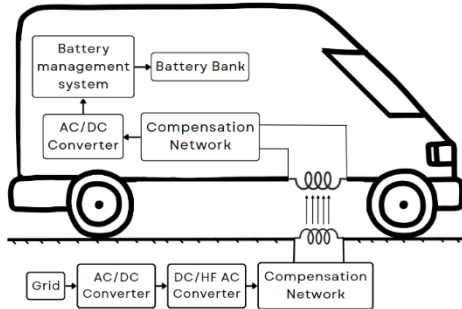 Battery
management
system
Battery Bank
AC/DC
Converter
Compensation
Network
Grid
AC/DC
Converter
DC/HF AC
Converter
Compensation
Network